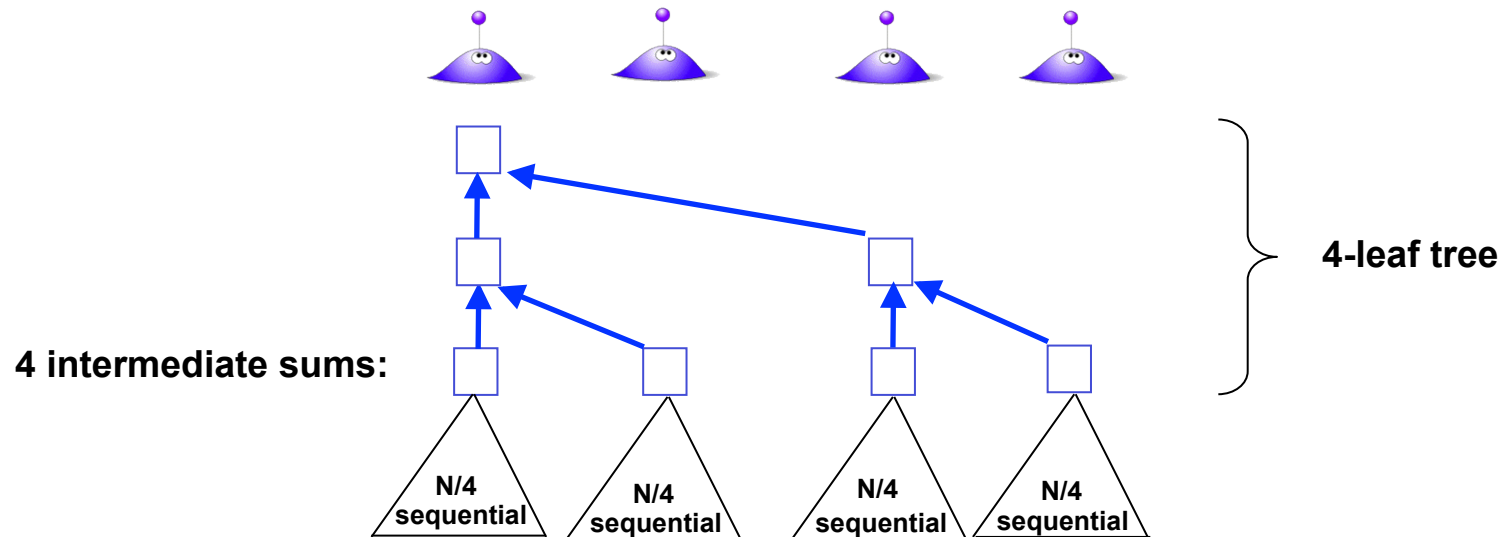 4-leaf tree
4 intermediate sums:
N/4
sequential
N/4
sequential
N/4
sequential
N/4
sequential